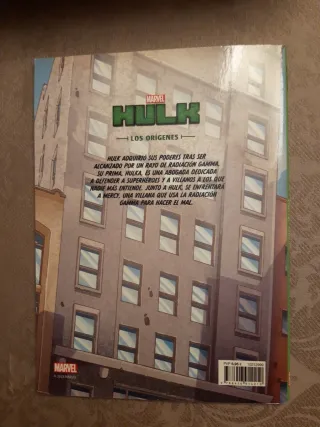 MARVEL
HULK
LOS ORÍGENES
HULK ADQUIRIÓ SUS PODERES TRAS SER
ALCANZADO POR UN RAYO DE RADIACIÓN GAMMA.
SU PRIMA, HULKA, ES UNA ABOGADA DEDICADA
A DEFENDER A SUPERHÉROES Y A VILLANOS A LOS QUE
NADIE MÁS ENTIENDE. JUNTO A HULK, SE ENFRENTARÁ
A MERCY, UNA VILLANA QUE USA LA RADIACIÓN
GAMMA PARA HACER EL MAL.
MARVEL